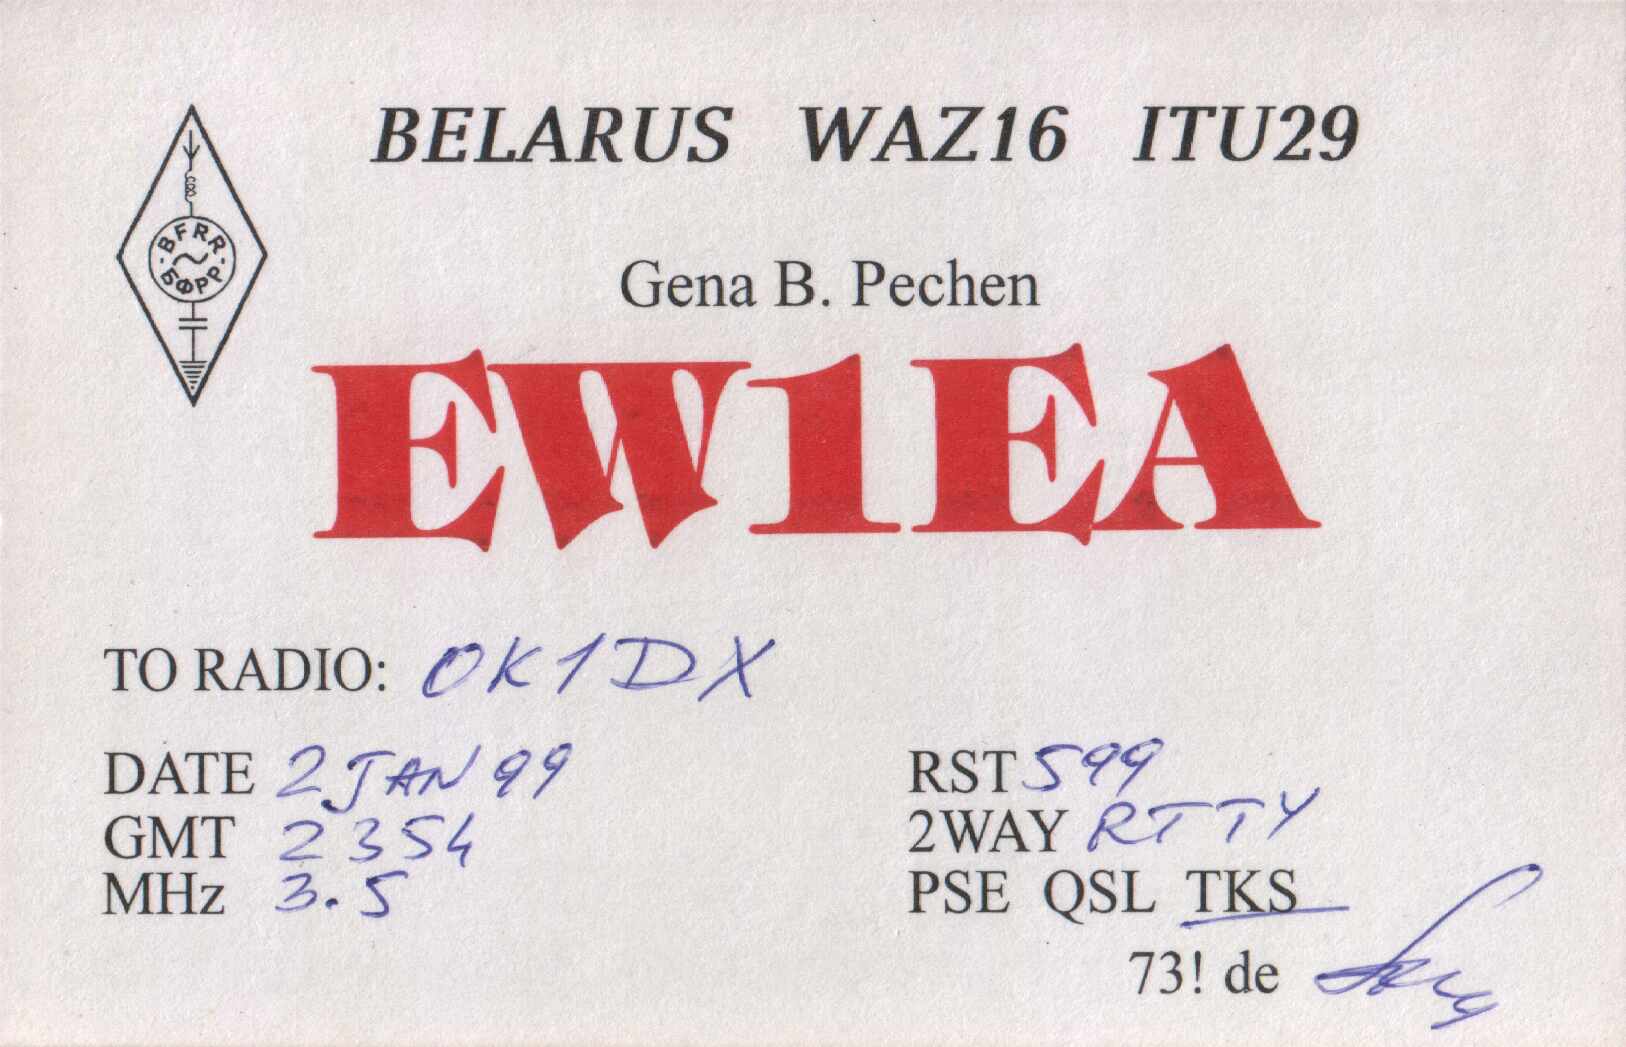 BELARUS WAZ16 ITU29
BFRR
БФРР
Gena B. Pechen
EW1EA
TO RADIO: OK1DX
DATE 2 JAN 99
GMT 2354
MHz 3.5
RST 599
2WAY RTTY
PSE QSL TKS
73! de